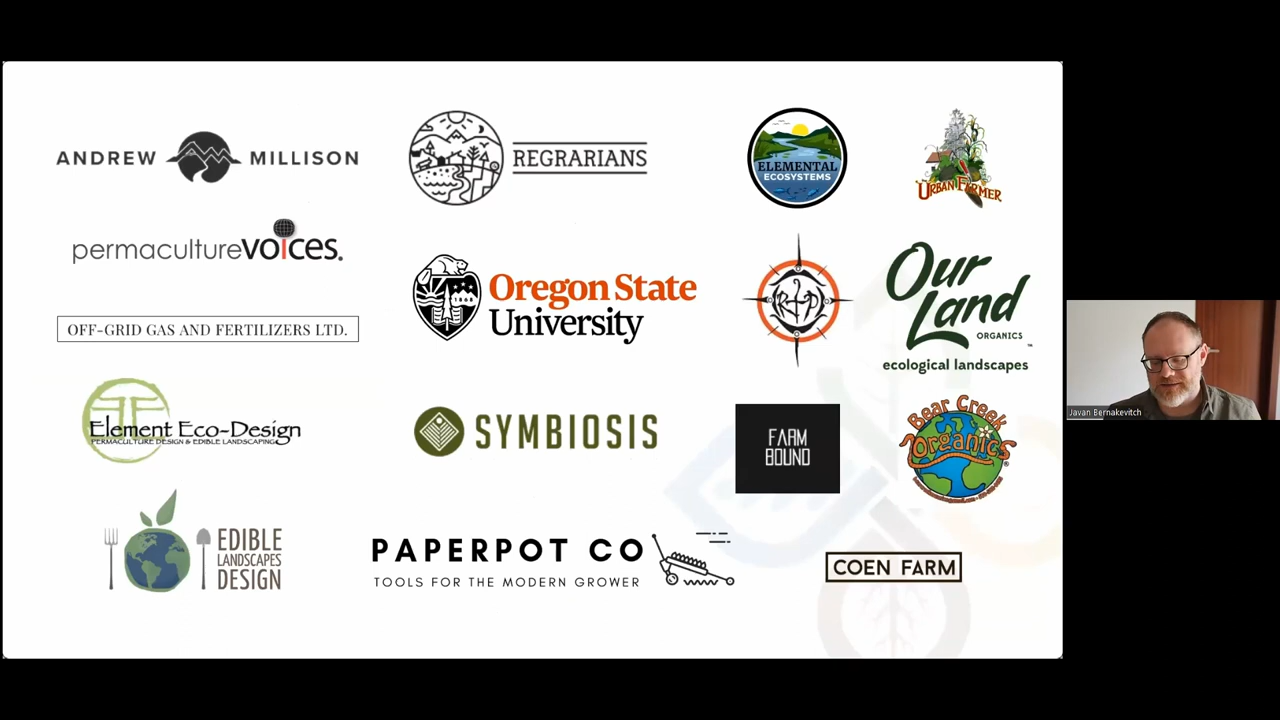 ANDREW MILLISON
REGRARIANS
ELEMENTAL
ECOSYSTEMS
URBAN FARMER
permaculturevoices.
Oregon State
University
Our
Land
ORGANICS
™
ecological landscapes
OFF-GRID GAS AND FERTILIZERS LTD.
Element Eco-Design
PERMACULTURE DESIGN & EDIBLE LANDSCAPING
SYMBIOSIS
FARM
BOUND
Bear Creek
Organics
®
EDIBLE
LANDSCAPES
DESIGN
PAPERPOT CO
TOOLS FOR THE MODERN GROWER
COEN FARM
Javan Bernakevitch